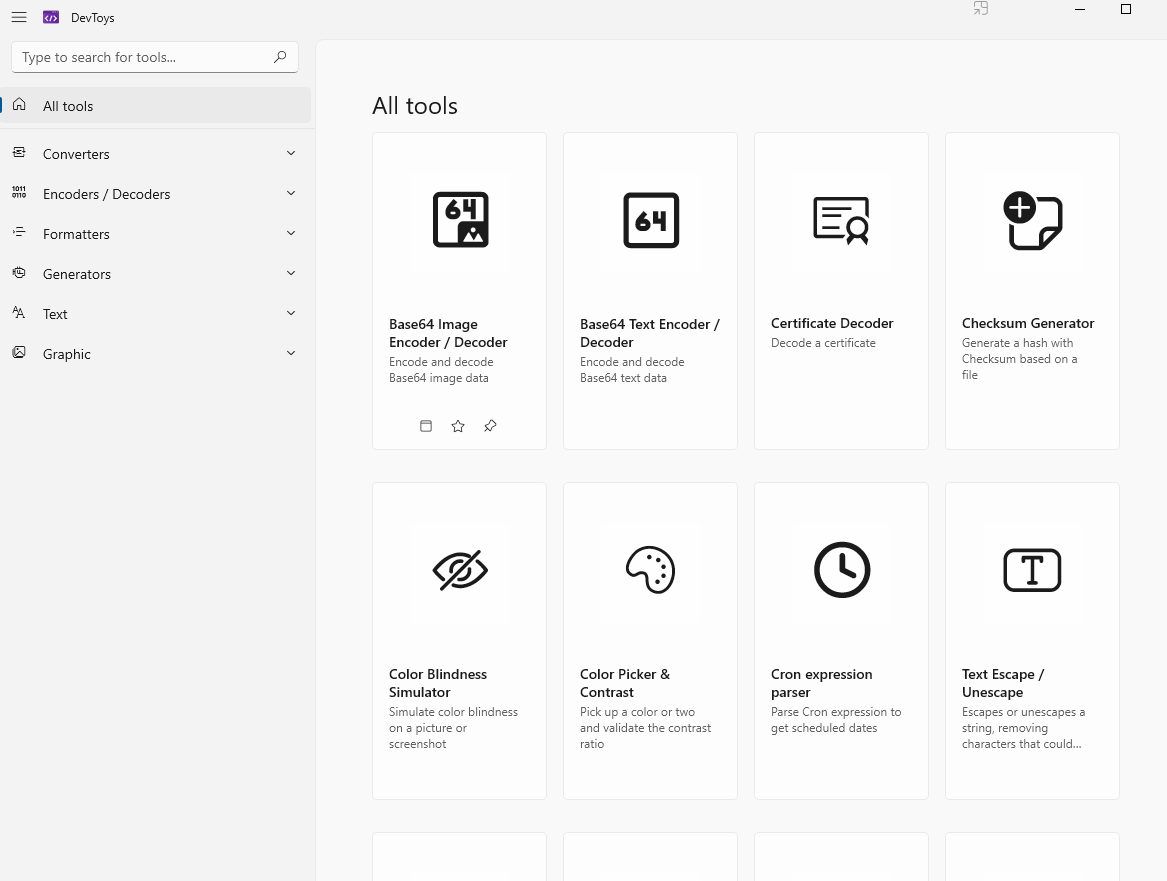 DevToys
Type to search for tools...
All tools
Converters
Encoders / Decoders
Formatters
Generators
Text
Graphic
All tools
64
Base64 Image
Encoder / Decoder
Encode and decode
Base64 image data
64
Base64 Text Encoder /
Decoder
Encode and decode
Base64 text data
Certificate Decoder
Decode a certificate
Checksum Generator
Generate a hash with
Checksum based on a
file
Color Blindness
Simulator
Simulate color blindness
on a picture or
screenshot
Color Picker &
Contrast
Pick up a color or two
and validate the contrast
ratio
Cron expression
parser
Parse Cron expression to
get scheduled dates
T
Text Escape /
Unescape
Escapes or unescapes a
string, removing
characters that could...